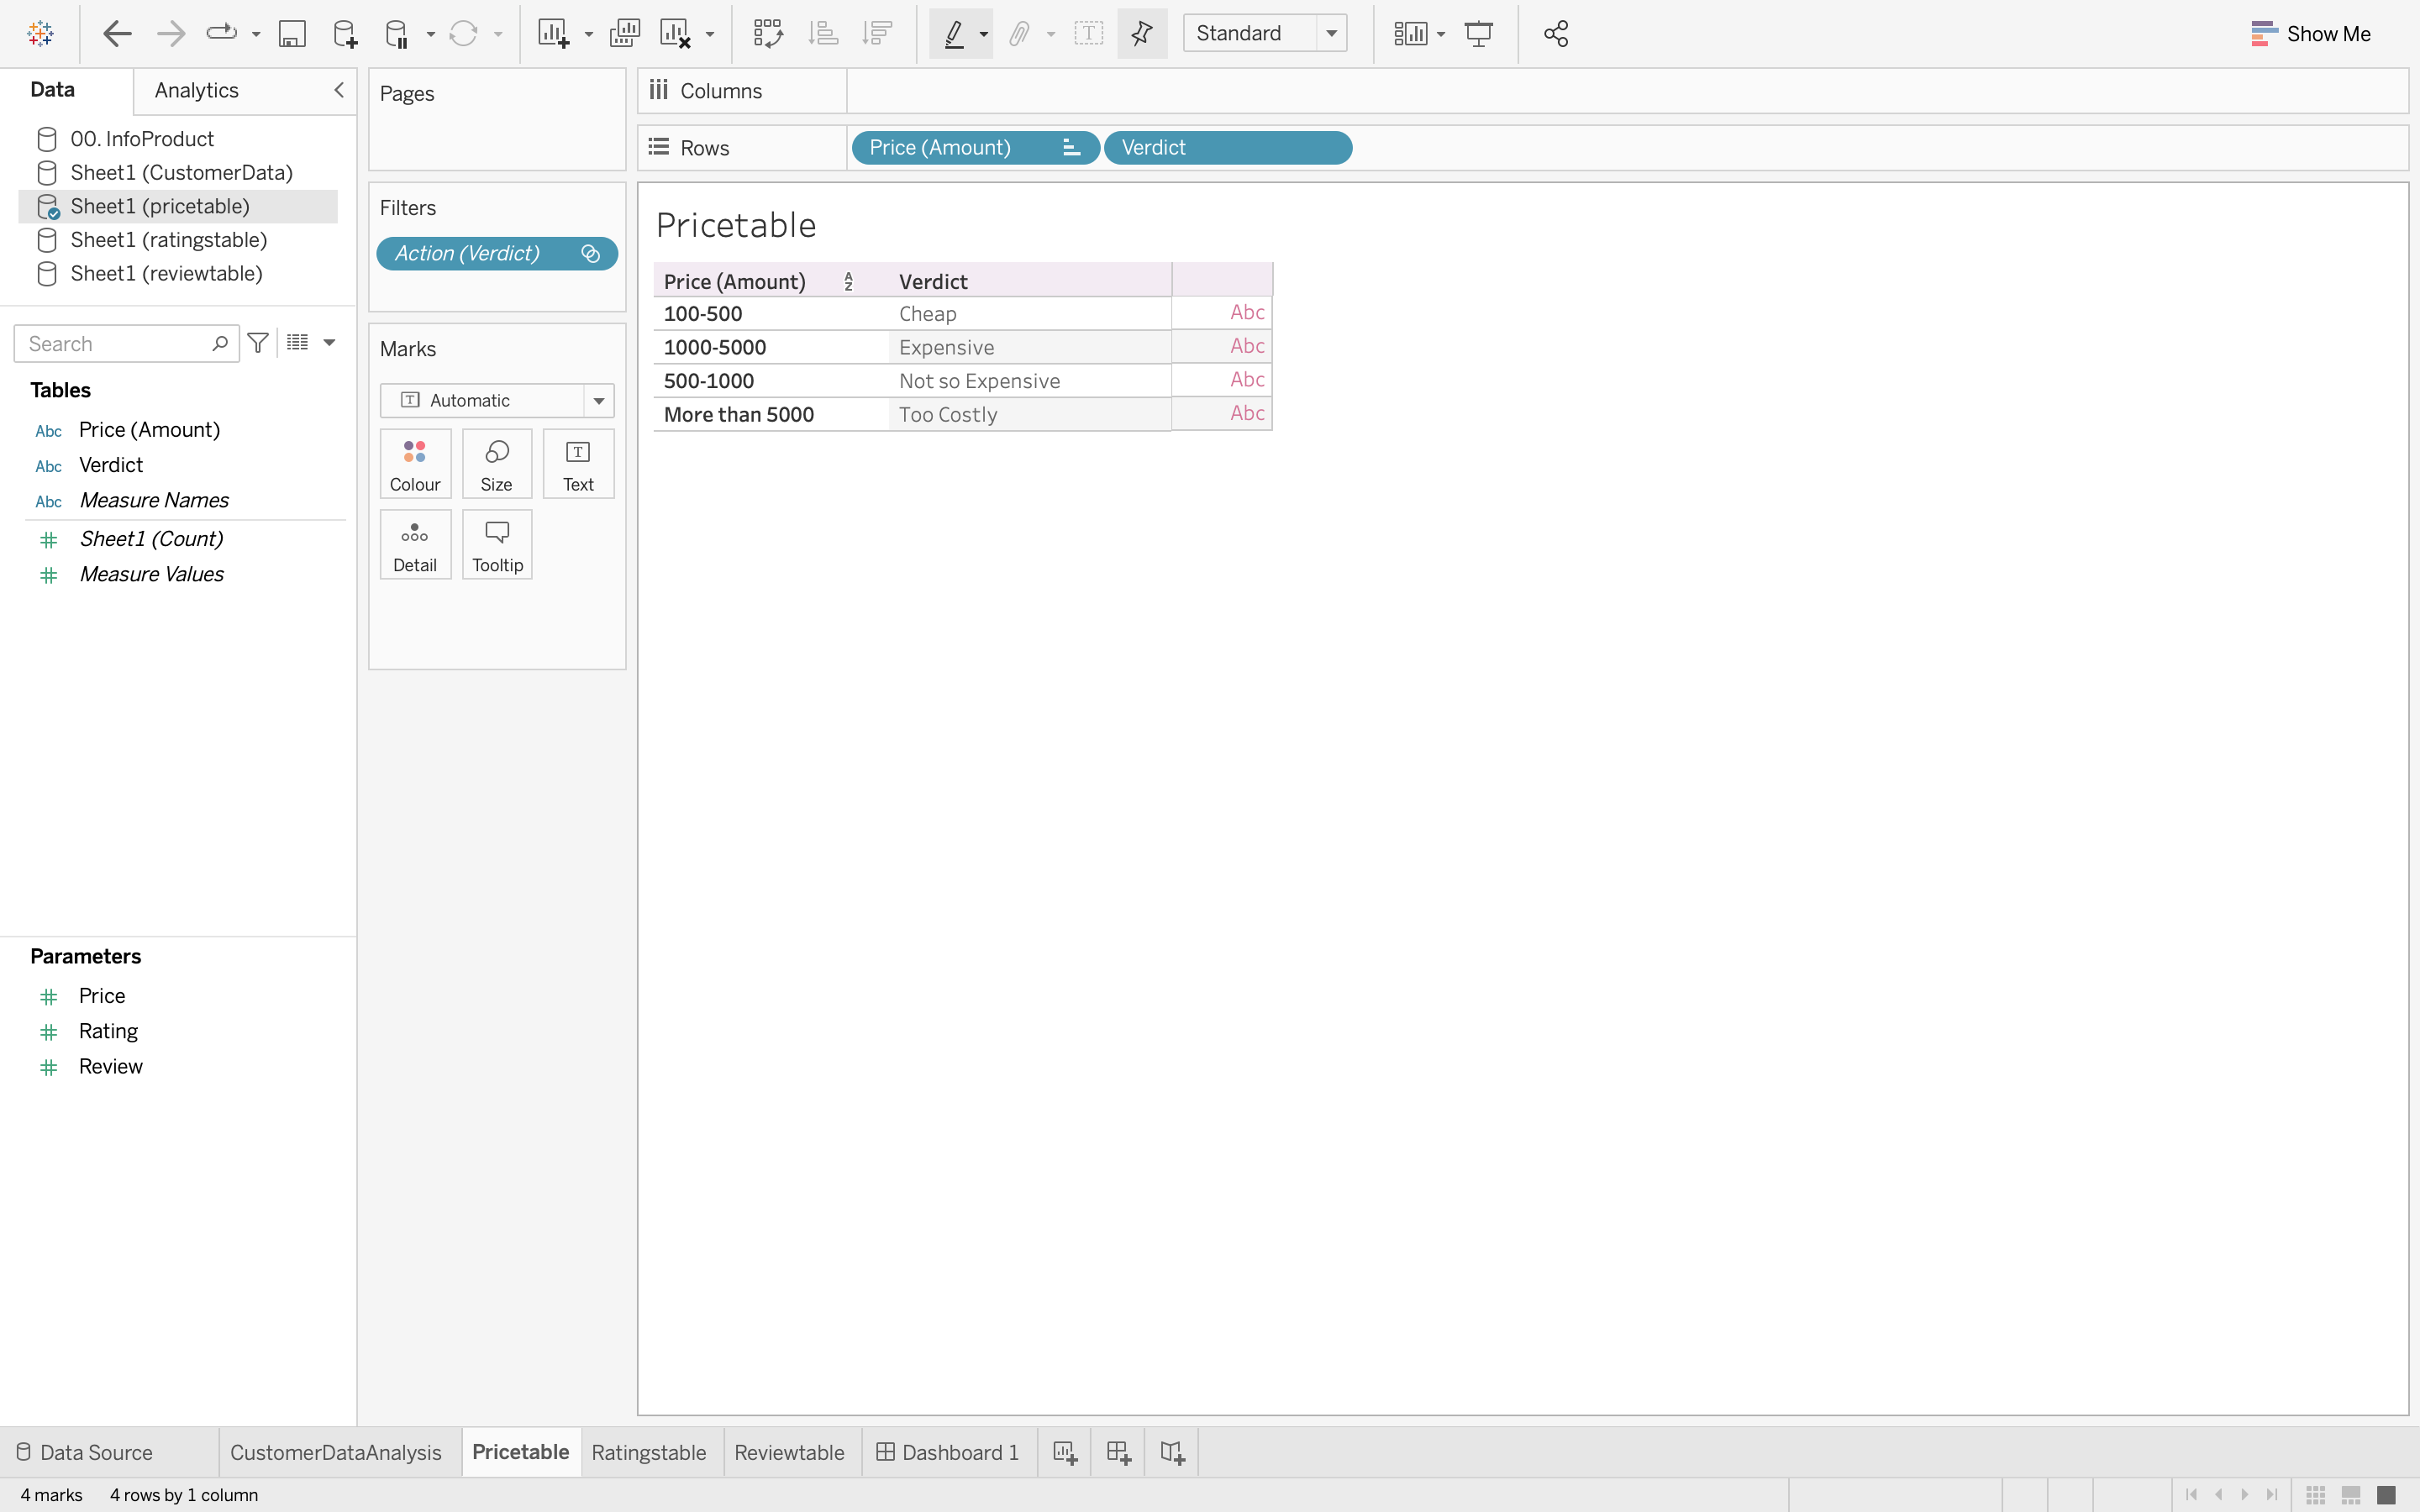 Standard
Show Me
Data
Analytics
00. InfoProduct
Sheet1 (CustomerData)
Sheet1 (pricetable)
Sheet1 (ratingstable)
Sheet1 (reviewtable)
Search
Tables
Abc Price (Amount)
Abc Verdict
Abc Measure Names
Sheet1 (Count)
Measure Values
Parameters
Price
Rating
Review
Pages
Filters
Action (Verdict)
Marks
Automatic
Colour Size Text
Detail Tooltip
Columns
Rows Price (Amount) Verdict
Pricetable
Price (Amount) Verdict
100-500 Cheap Abc
1000-5000 Expensive Abc
500-1000 Not so Expensive Abc
More than 5000 Too Costly Abc
Data Source CustomerDataAnalysis Pricetable Ratingstable Reviewtable Dashboard 1
4 marks 4 rows by 1 column